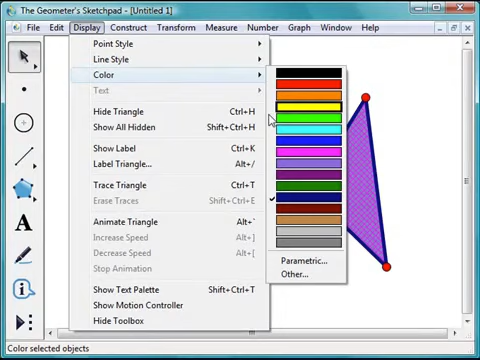 The Geometer's Sketchpad - [Untitled 1]
File Edit Display Construct Transform Measure Number Graph Window Help
Point Style
Line Style
Color
Text
Hide Triangle Ctrl+H
Show All Hidden Shift+Ctrl+H
Show Label Ctrl+K
Label Triangle... Alt+/
Trace Triangle Ctrl+T
Erase Traces Shift+Ctrl+E
Animate Triangle Alt+`
Increase Speed Alt+]
Decrease Speed Alt+[
Stop Animation
Show Text Palette Shift+Ctrl+T
Show Motion Controller
Hide Toolbox
Parametric...
Other...
A
i
Color selected objects